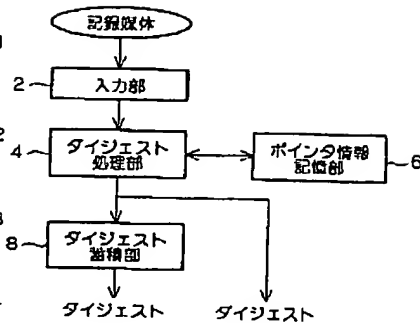 記録媒体
2
入力部
4
ダイジェスト
処理部
ポインタ情報
記憶部
6
8
ダイジェスト
蓄積部
ダイジェスト
ダイジェスト